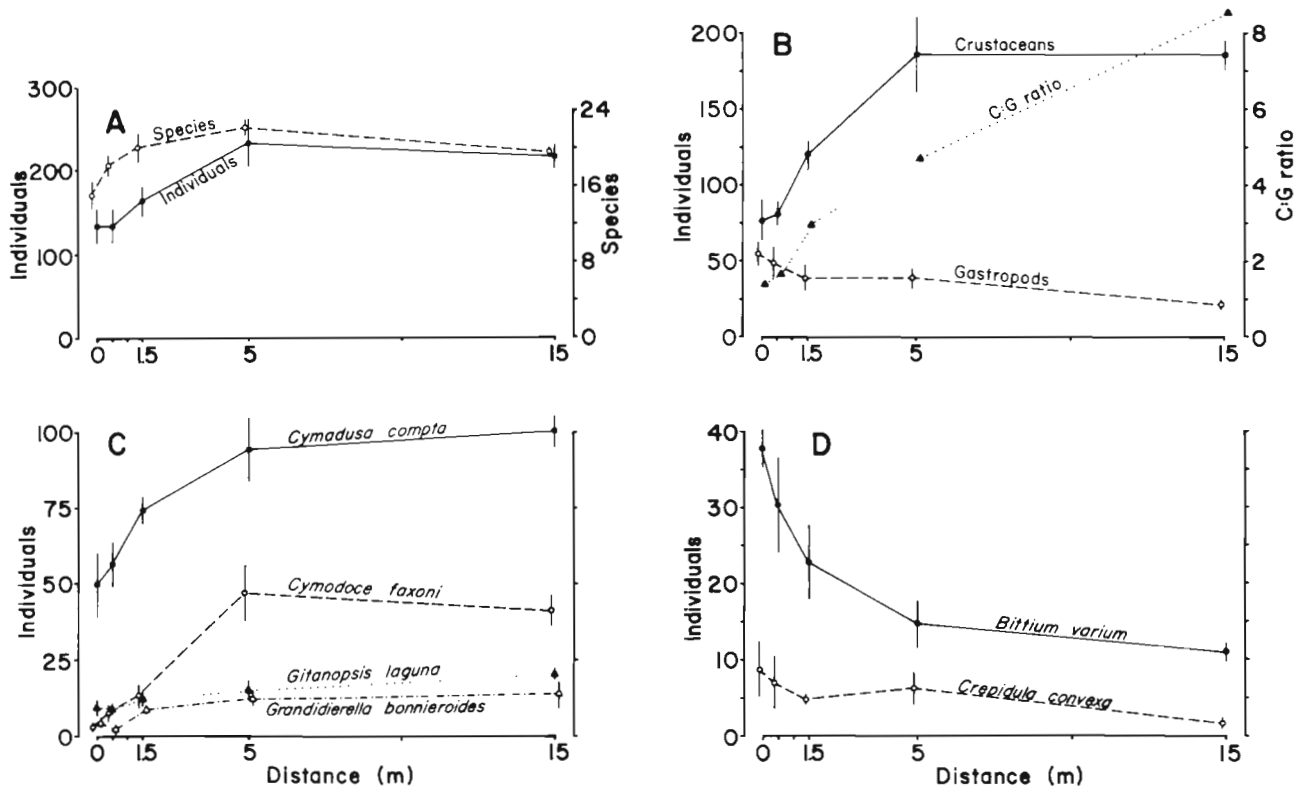 A
300
200
100
0
Individuals
Species
Individuals
24
16
8
0
Species
0
1.5
5
15
B
200
150
100
50
0
Individuals
Crustaceans
C:G ratio
Gastropods
8
6
4
2
0
C:G ratio
0
1.5
5
15
C
100
75
50
25
0
Individuals
Cymadusa compta
Cymodoce faxoni
Gitanopsis laguna
Grandidierella bonnieroides
0
1.5
5
15
Distance (m)
D
40
30
20
10
0
Individuals
Bittium varium
Crepidula convexa
0
1.5
5
15
Distance (m)